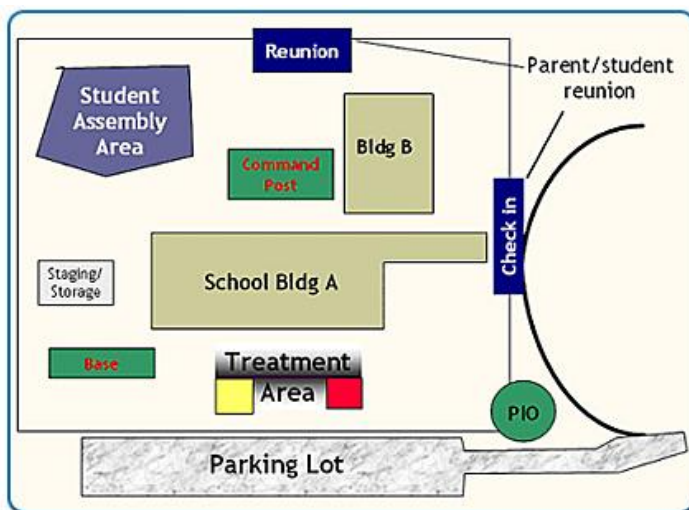 Reunion
Parent/student
reunion
Student
Assembly
Area
Bldg B
Command
Post
Check in
Staging/
Storage
School Bldg A
Base
Treatment
Area
PIO
Parking Lot